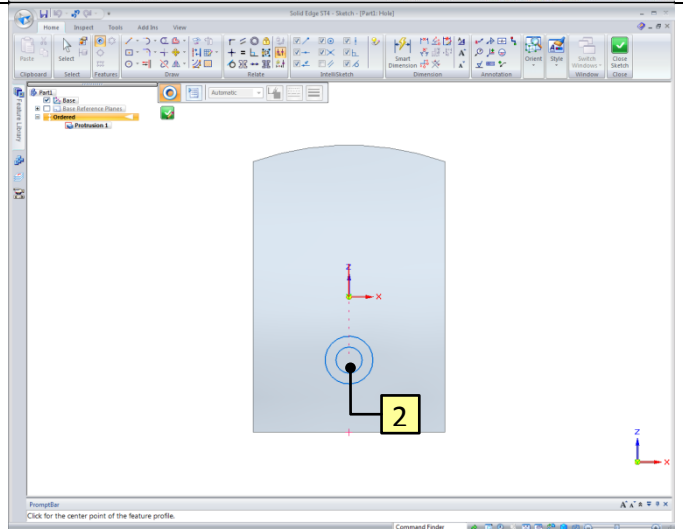 Solid Edge ST4 - Sketch - [Part1: Hole]
Home Inspect Tools Add Ins View
Paste
Select
Smart
Dimension
Orient
Style
Switch
Windows
Close
Sketch
Clipboard Select Features Draw Relate IntelliSketch Dimension Annotation Window Close
Feature Library
Part1
Base
Base Reference Planes
Ordered
Protrusion 1
Automatic
Z
X
2
Z
X
PromptBar
Click for the center point of the feature profile.
Command Finder